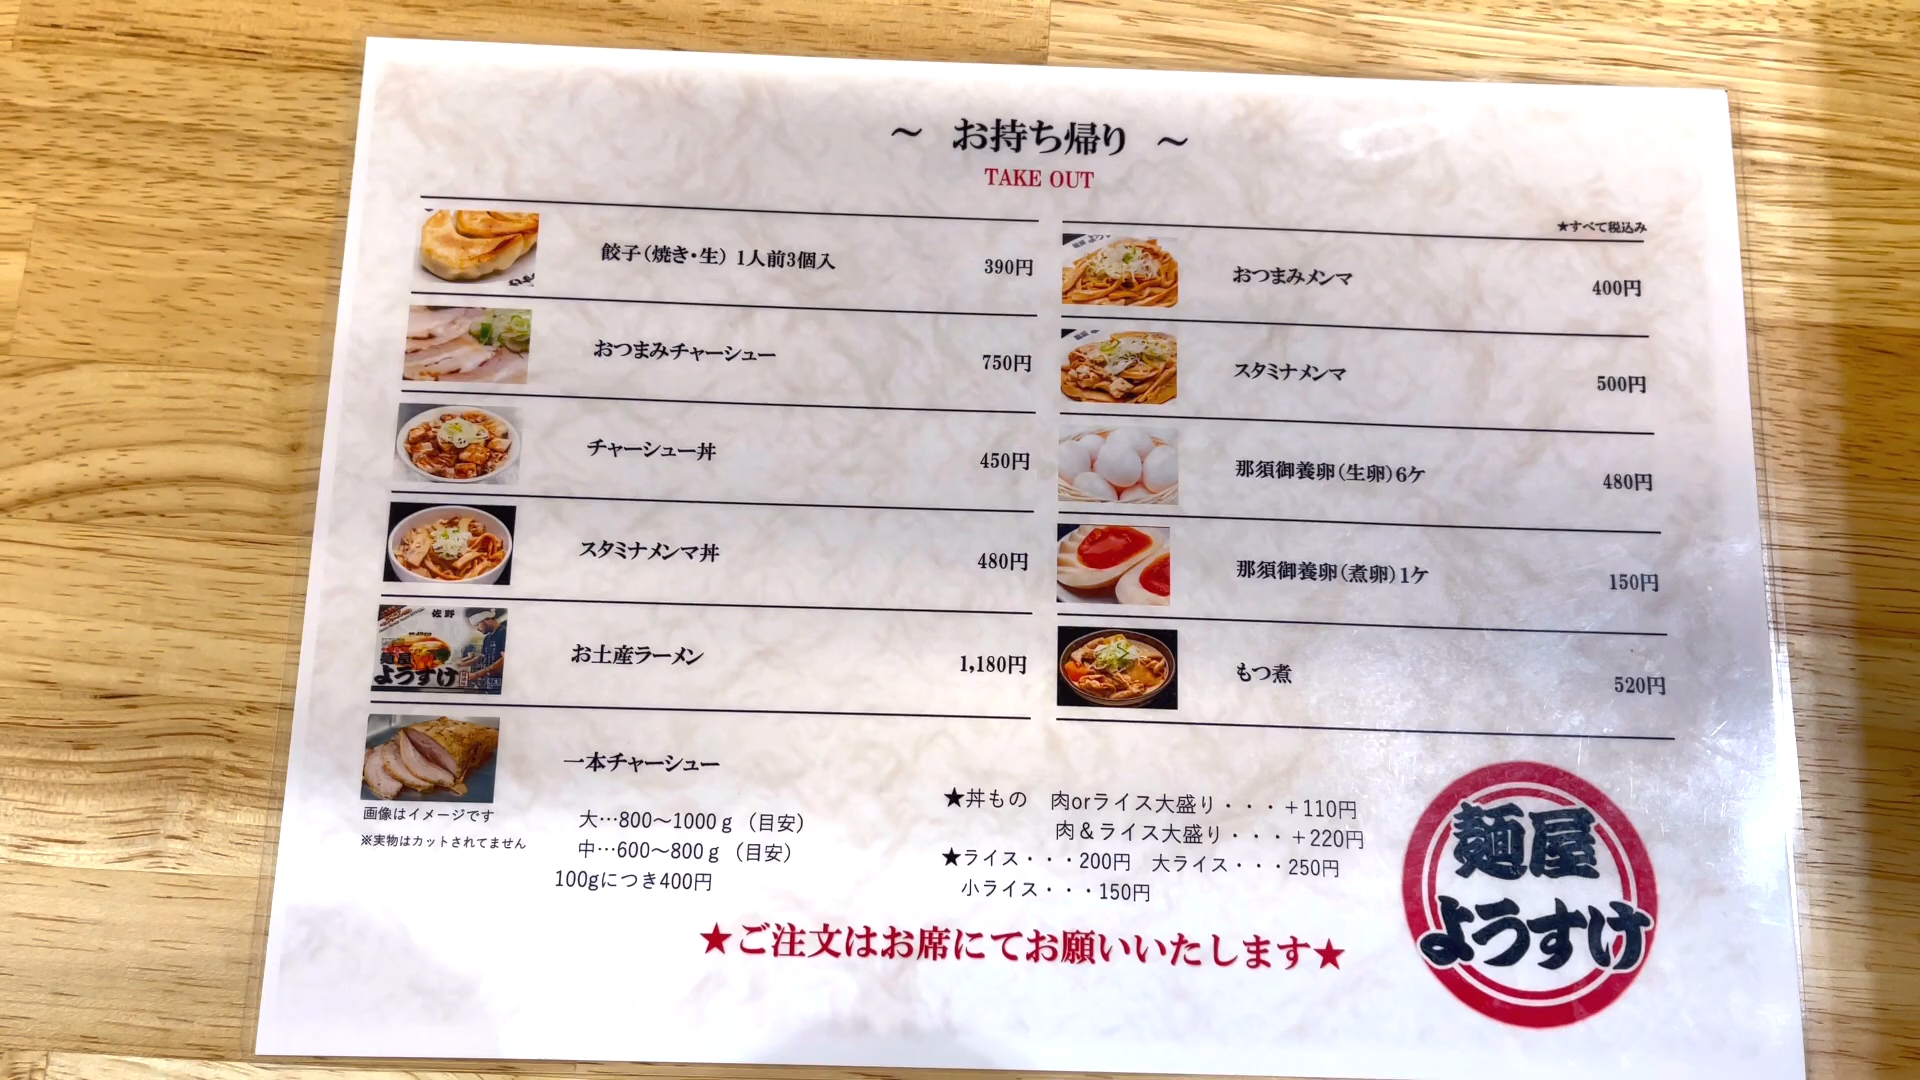 ～ お持ち帰り ～
TAKE OUT
★すべて税込み
餃子（焼き・生） 1人前3個入 390円
おつまみチャーシュー 750円
チャーシュー丼 450円
スタミナメンマ丼 480円
佐野
麺屋
ようすけ
お土産ラーメン 1,180円
一本チャーシュー
画像はイメージです
※実物はカットされてません
大…800〜1000ｇ（目安）
中…600〜800ｇ（目安）
100gにつき400円
おつまみメンマ 400円
スタミナメンマ 500円
那須御養卵（生卵）6ケ 480円
那須御養卵（煮卵）1ケ 150円
もつ煮 520円
★丼もの 肉orライス大盛り・・・＋110円
肉＆ライス大盛り・・・＋220円
★ライス・・・200円 大ライス・・・250円
小ライス・・・150円
★ご注文はお席にてお願いいたします★
麺屋
ようすけ